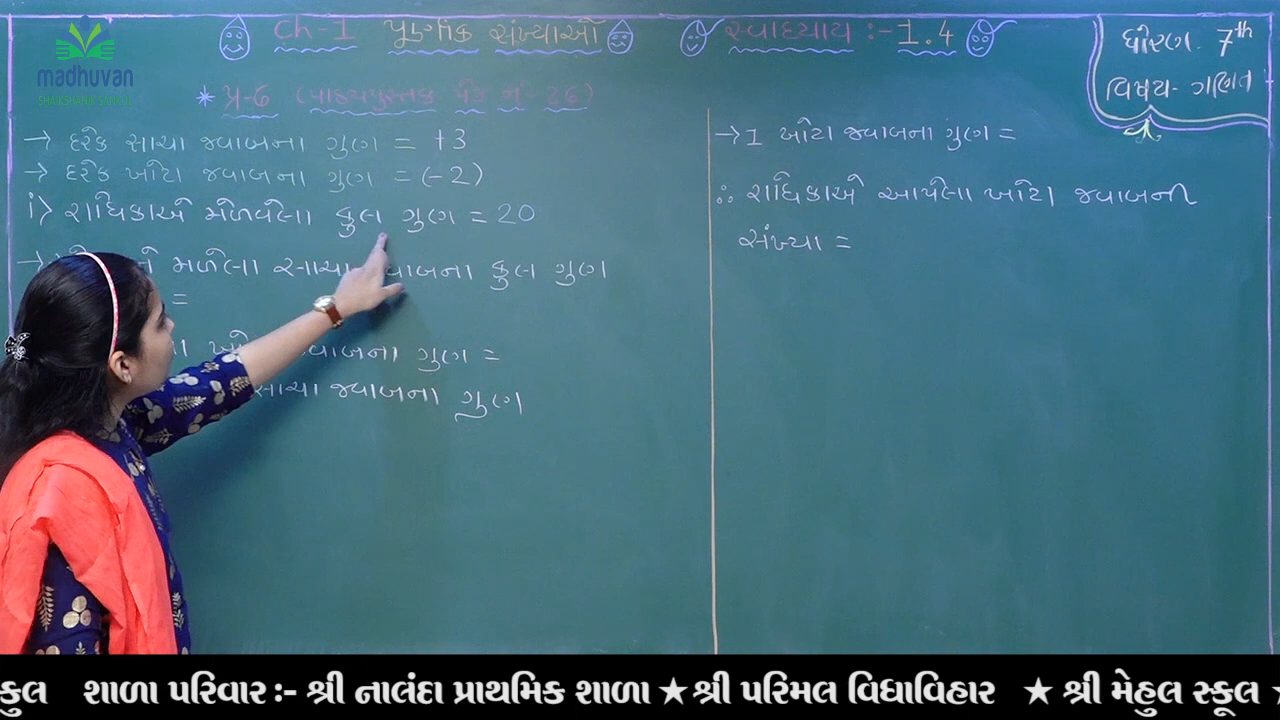 madhuvan
Ch-1 પૂર્ણાંક સંખ્યાઓ સ્વાધ્યાય :- 1.4
ધોરણ. 7th
વિષય- ગણિત
* પ્ર-6 (પાઠ્યપુસ્તક પેજ નં-26)
→ દરેક સાચા જવાબના ગુણ = +3
→ દરેક ખોટા જવાબના ગુણ = (-2)
i> રાધિકાએ મેળવેલા કુલ ગુણ = 20
→ ને મળેલા સાચા જવાબના કુલ ગુણ
=
જવાબના ગુણ =
સાચા જવાબના ગુણ
→ 1 ખોટા જવાબના ગુણ =
∴ રાધિકાએ આપેલા ખોટા જવાબની
સંખ્યા =
કુલ શાળા પરિવાર :- શ્રી નાલંદા પ્રાથમિક શાળા ★ શ્રી પરિમલ વિધાવિહાર ★ શ્રી મેહુલ સ્કૂલ